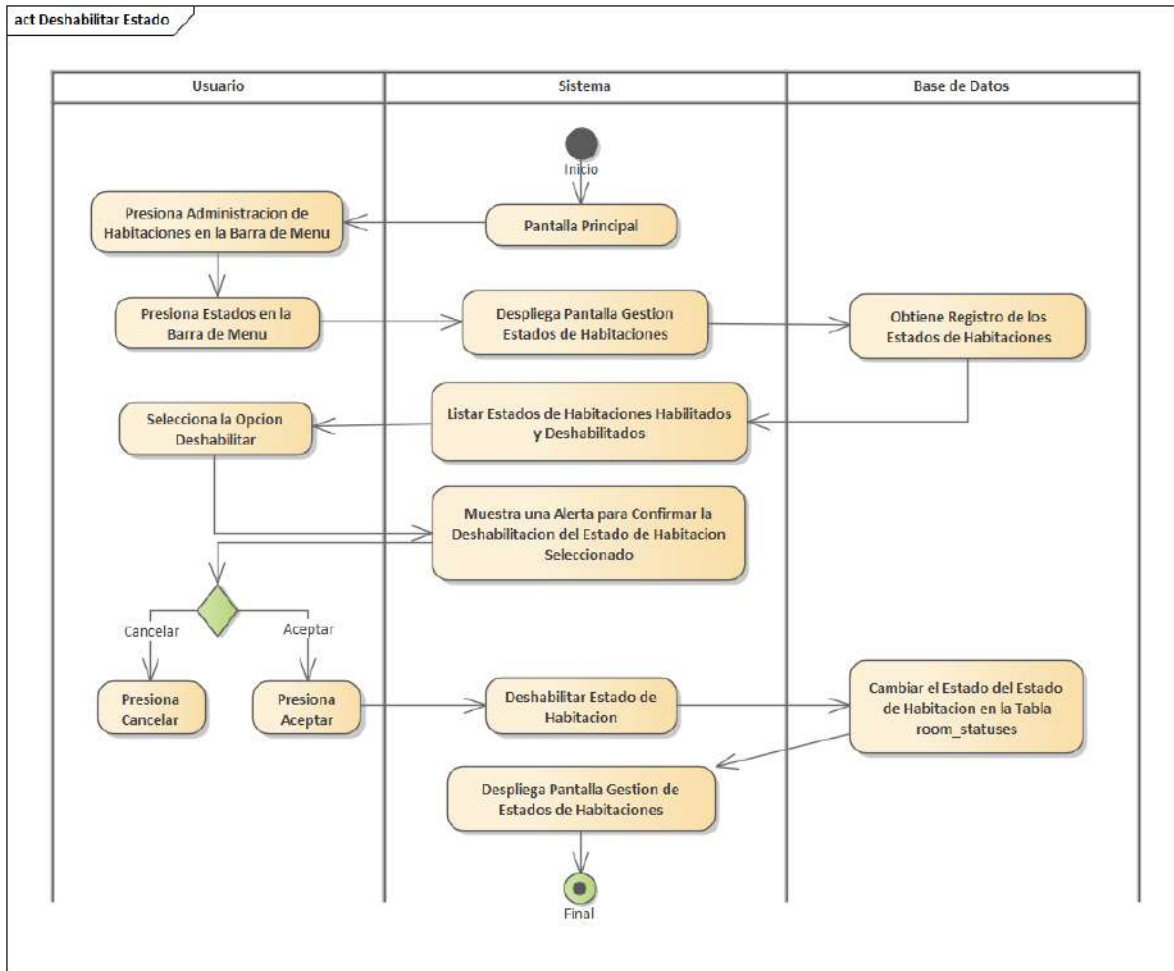 act Deshabilitar Estado
Usuario
Sistema
Base de Datos
Inicio
Presiona Administracion de
Habitaciones en la Barra de Menu
Pantalla Principal
Presiona Estados en la
Barra de Menu
Despliega Pantalla Gestion
Estados de Habitaciones
Obtiene Registro de los
Estados de Habitaciones
Selecciona la Opcion
Deshabilitar
Listar Estados de Habitaciones Habilitados
y Deshabilitados
Muestra una Alerta para Confirmar la
Deshabilitacion del Estado de Habitacion
Seleccionado
Cancelar
Aceptar
Presiona
Cancelar
Presiona
Aceptar
Deshabilitar Estado de
Habitacion
Cambiar el Estado del Estado
de Habitacion en la Tabla
room_statuses
Despliega Pantalla Gestion de
Estados de Habitaciones
Final